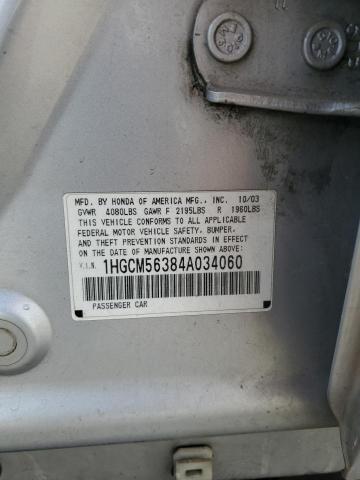 MFD. BY HONDA OF AMERICA MFG., INC. 10/03
GVWR 4080LBS GAWR F 2195LBS R 1960LBS
THIS VEHICLE CONFORMS TO ALL APPLICABLE
FEDERAL MOTOR VEHICLE SAFETY, BUMPER,
AND THEFT PREVENTION STANDARDS IN EFFECT
ON THE DATE OF MANUFACTURE SHOWN ABOVE.
V.I.N. 1HGCM56384A034060
PASSENGER CAR